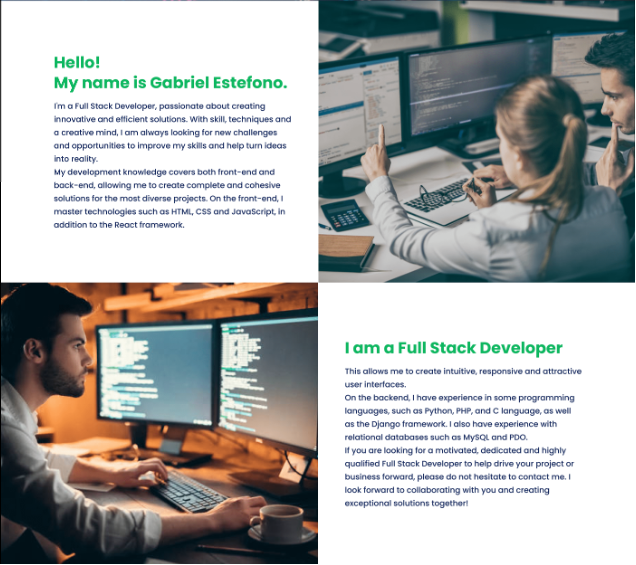 Hello!
My name is Gabriel Estefono.
I'm a Full Stack Developer, passionate about creating
innovative and efficient solutions. With skill, techniques and
a creative mind, I am always looking for new challenges
and opportunities to improve my skills and help turn ideas
into reality.
My development knowledge covers both front-end and
back-end, allowing me to create complete and cohesive
solutions for the most diverse projects. On the front-end, I
master technologies such as HTML, CSS and JavaScript, in
addition to the React framework.
I am a Full Stack Developer
This allows me to create intuitive, responsive and attractive
user interfaces.
On the backend, I have experience in some programming
languages, such as Python, PHP, and C language, as well
as the Django framework. I also have experience with
relational databases such as MySQL and PDO.
If you are looking for a motivated, dedicated and highly
qualified Full Stack Developer to help drive your project or
business forward, please do not hesitate to contact me. I
look forward to collaborating with you and creating
exceptional solutions together!